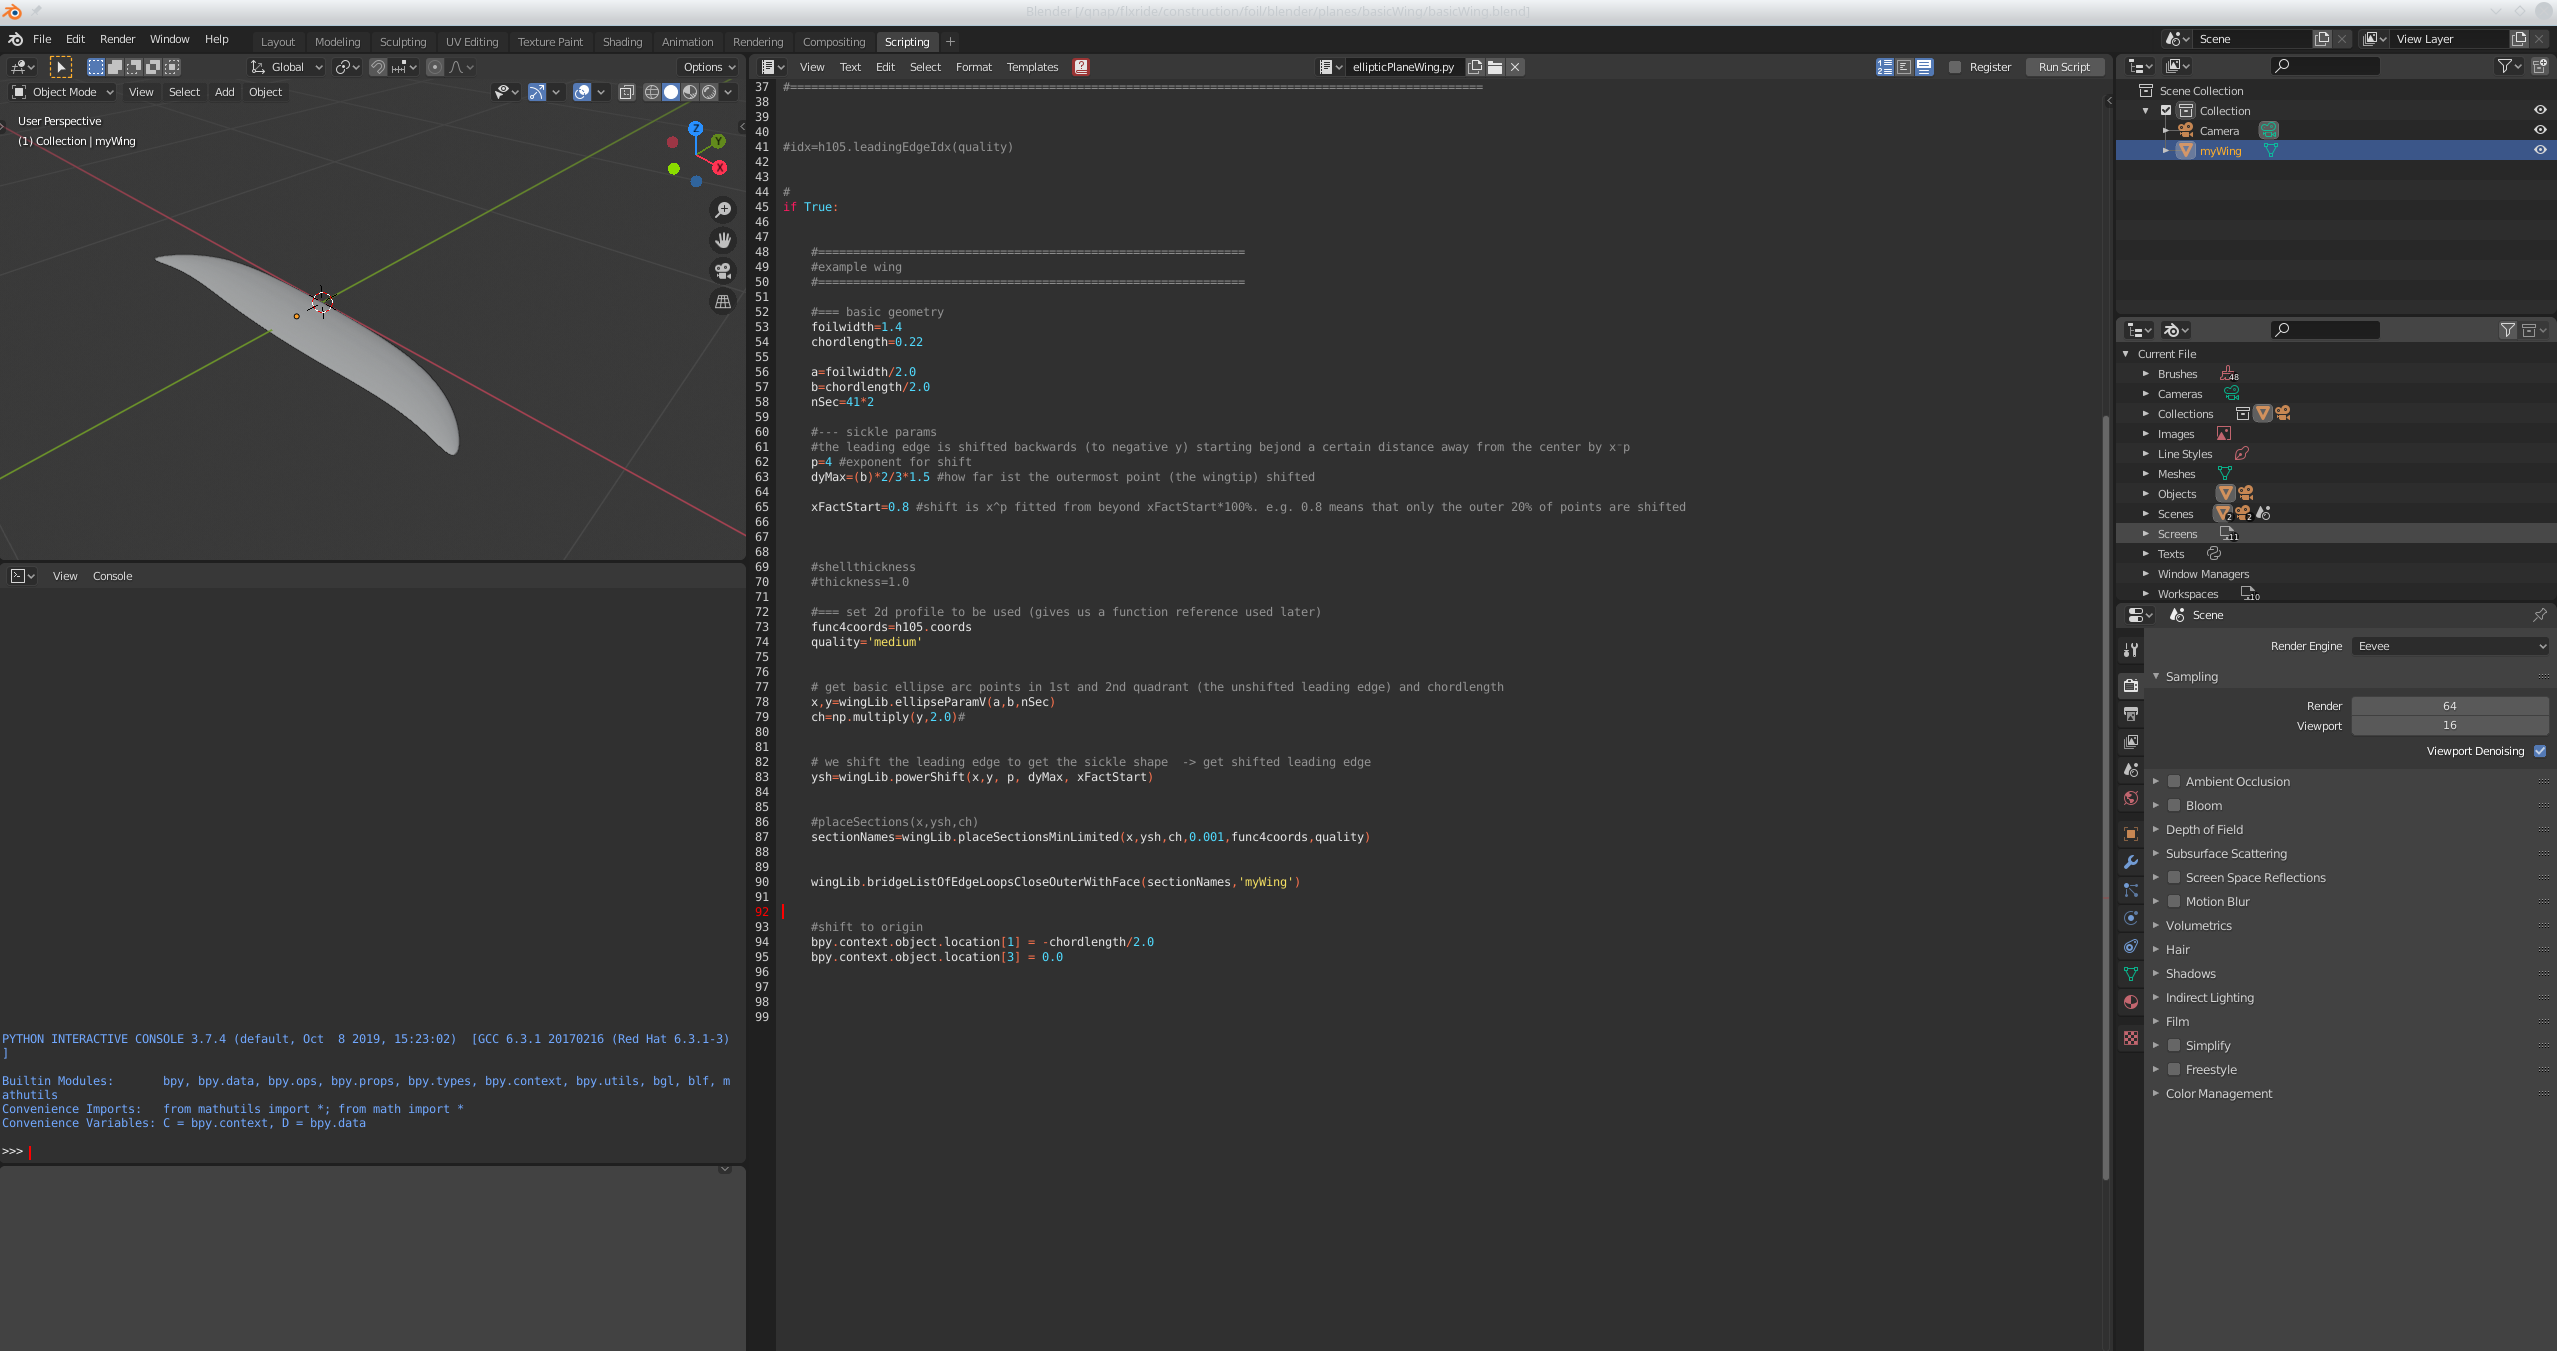 Blender [/qnap/flxride/construction/foil/blender/planes/basicWing/basicWing.blend]
File Edit Render Window Help Layout Modeling Sculpting UV Editing Texture Paint Shading Animation Rendering Compositing Scripting + Scene View Layer
Global Options
Object Mode View Select Add Object
User Perspective
(1) Collection | myWing
Z
Y
X
View Console
PYTHON INTERACTIVE CONSOLE 3.7.4 (default, Oct  8 2019, 15:23:02)  [GCC 6.3.1 20170216 (Red Hat 6.3.1-3)
]
Builtin Modules:       bpy, bpy.data, bpy.ops, bpy.props, bpy.types, bpy.context, bpy.utils, bgl, blf, m
athutils
Convenience Imports:   from mathutils import *; from math import *
Convenience Variables: C = bpy.context, D = bpy.data
>>>
View Text Edit Select Format Templates ellipticPlaneWing.py Register Run Script
37 #===================================================================================================
38
39
40
41 #idx=h105.leadingEdgeIdx(quality)
42
43
44 #
45 if True:
46
47
48     #=============================================================
49     #example wing
50     #=============================================================
51
52     #=== basic geometry
53     foilwidth=1.4
54     chordlength=0.22
55
56     a=foilwidth/2.0
57     b=chordlength/2.0
58     nSec=41*2
59
60     #--- sickle params
61     #the leading edge is shifted backwards (to negative y) starting bejond a certain distance away from the center by x^p
62     p=4 #exponent for shift
63     dyMax=(b)*2/3*1.5 #how far ist the outermost point (the wingtip) shifted
64
65     xFactStart=0.8 #shift is x^p fitted from beyond xFactStart*100%. e.g. 0.8 means that only the outer 20% of points are shifted
66
67
68
69     #shellthickness
70     #thickness=1.0
71
72     #=== set 2d profile to be used (gives us a function reference used later)
73     func4coords=h105.coords
74     quality='medium'
75
76
77     # get basic ellipse arc points in 1st and 2nd quadrant (the unshifted leading edge) and chordlength
78     x,y=wingLib.ellipseParamV(a,b,nSec)
79     ch=np.multiply(y,2.0)#
80
81
82     # we shift the leading edge to get the sickle shape  -> get shifted leading edge
83     ysh=wingLib.powerShift(x,y, p, dyMax, xFactStart)
84
85
86     #placeSections(x,ysh,ch)
87     sectionNames=wingLib.placeSectionsMinLimited(x,ysh,ch,0.001,func4coords,quality)
88
89
90     wingLib.bridgeListOfEdgeLoopsCloseOuterWithFace(sectionNames,'myWing')
91
92
93     #shift to origin
94     bpy.context.object.location[1] = -chordlength/2.0
95     bpy.context.object.location[3] = 0.0
96
97
98
99
Scene Collection
Collection
Camera
myWing
Current File
Brushes 48
Cameras
Collections
Images
Line Styles
Meshes
Objects
Scenes 2 2
Screens 11
Texts
Window Managers
Workspaces 10
Scene
Render Engine Eevee
Sampling
Render 64
Viewport 16
Viewport Denoising
Ambient Occlusion
Bloom
Depth of Field
Subsurface Scattering
Screen Space Reflections
Motion Blur
Volumetrics
Hair
Shadows
Indirect Lighting
Film
Simplify
Freestyle
Color Management